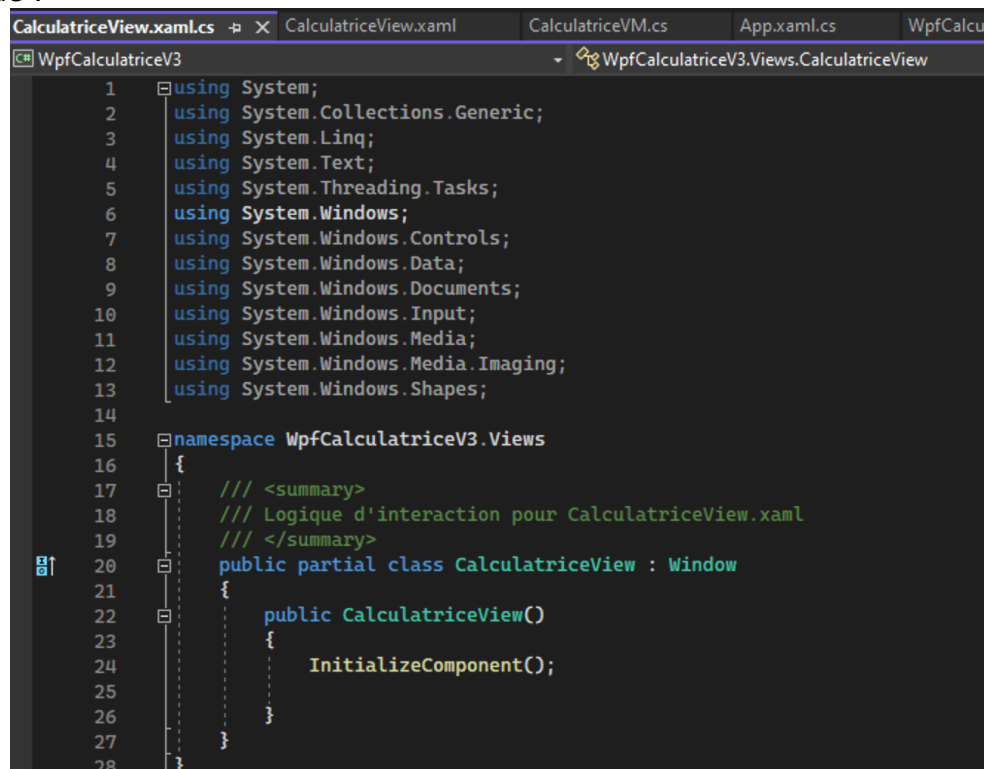 CalculatriceView.xaml.cs CalculatriceView.xaml CalculatriceVM.cs App.xaml.cs WpfCalcu
C# WpfCalculatriceV3 WpfCalculatriceV3.Views.CalculatriceView
1 using System;
2 using System.Collections.Generic;
3 using System.Linq;
4 using System.Text;
5 using System.Threading.Tasks;
6 using System.Windows;
7 using System.Windows.Controls;
8 using System.Windows.Data;
9 using System.Windows.Documents;
10 using System.Windows.Input;
11 using System.Windows.Media;
12 using System.Windows.Media.Imaging;
13 using System.Windows.Shapes;
14
15 namespace WpfCalculatriceV3.Views
16 {
17 /// <summary>
18 /// Logique d'interaction pour CalculatriceView.xaml
19 /// </summary>
20 public partial class CalculatriceView : Window
21 {
22 public CalculatriceView()
23 {
24 InitializeComponent();
25
26 }
27 }
28 }